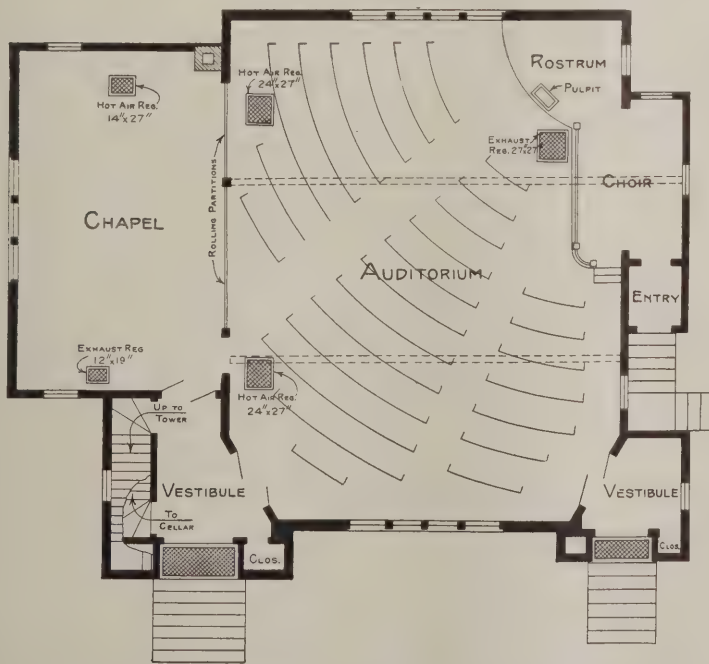 ROSTRUM
PULPIT
HOT AIR REG.
24"x27"
HOT AIR REG.
14"x27"
EXHAUST
REG. 27"x27"
ROLLING PARTITIONS
CHOIR
CHAPEL
AUDITORIUM
ENTRY
EXHAUST REG
12"x19"
HOT AIR REG.
24"x27"
UP TO
TOWER
VESTIBULE
VESTIBULE
TO
CELLAR
CLOS.
CLOS.